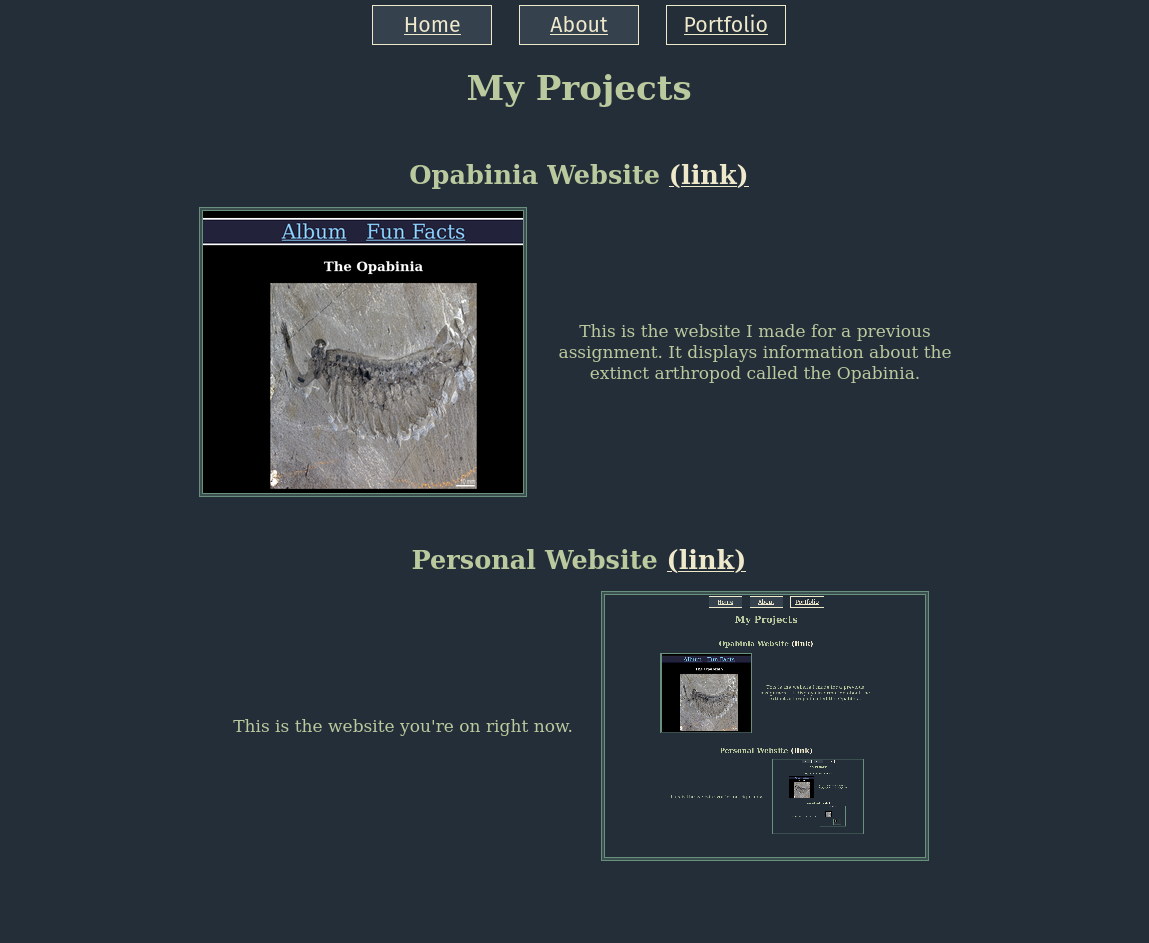 Home About Portfolio
My Projects
Opabinia Website (link)
Album Fun Facts
The Opabinia
This is the website I made for a previous
assignment. It displays information about the
extinct arthropod called the Opabinia.
Personal Website (link)
This is the website you're on right now.
Home About Portfolio
My Projects
Opabinia Website (link)
Album Fun Facts
The Opabinia
Personal Website (link)